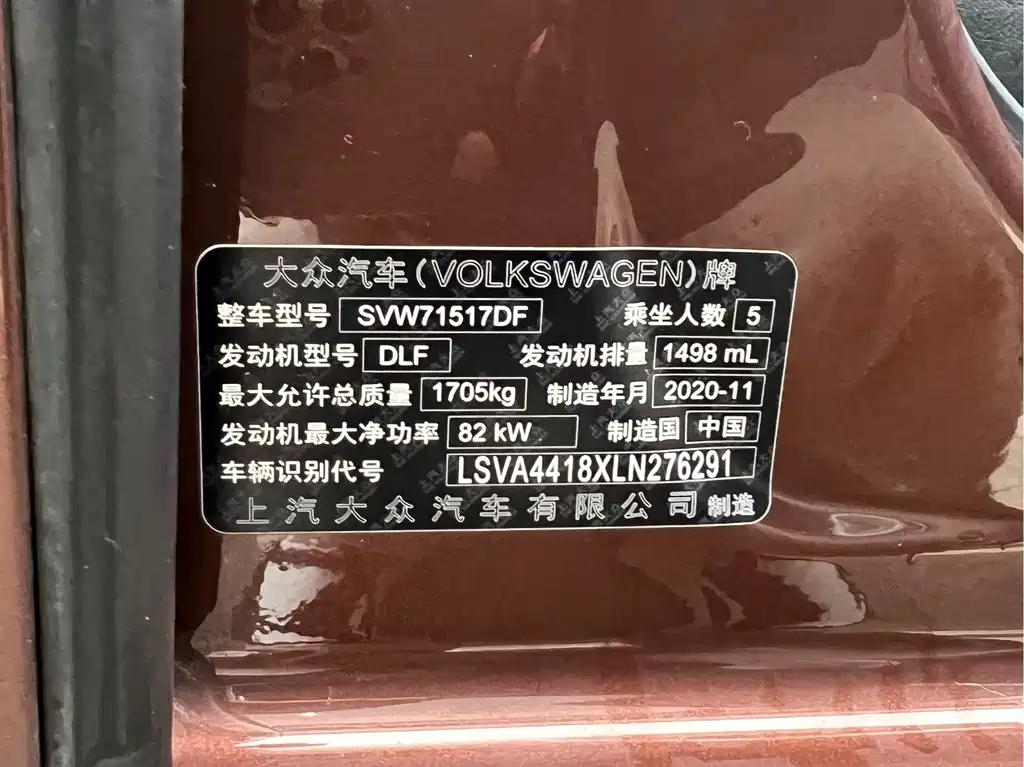 大众汽车(VOLKSWAGEN)牌
整车型号 SVW71517DF 乘坐人数 5
发动机型号 DLF 发动机排量 1498 mL
最大允许总质量 1705kg 制造年月 2020-11
发动机最大净功率 82 kW 制造国 中国
车辆识别代号 LSVA4418XLN276291
上汽大众汽车有限公司 制造